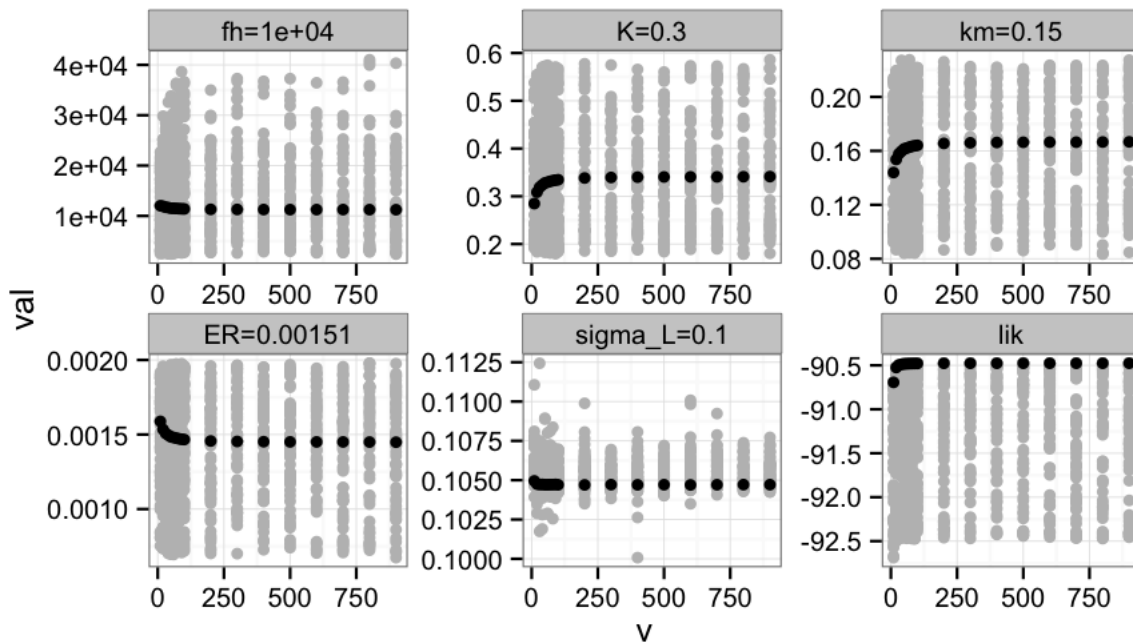 fh=1e+04
K=0.3
km=0.15
4e+04
3e+04
2e+04
1e+04
0.6
0.5
0.4
0.3
0.2
0.20
0.16
0.12
0.08
0 250 500 750
0 250 500 750
0 250 500 750
val
ER=0.00151
sigma_L=0.1
lik
0.0020
0.0015
0.0010
0.1125
0.1100
0.1075
0.1050
0.1025
0.1000
-90.5
-91.0
-91.5
-92.0
-92.5
0 250 500 750
0 250 500 750
0 250 500 750
v